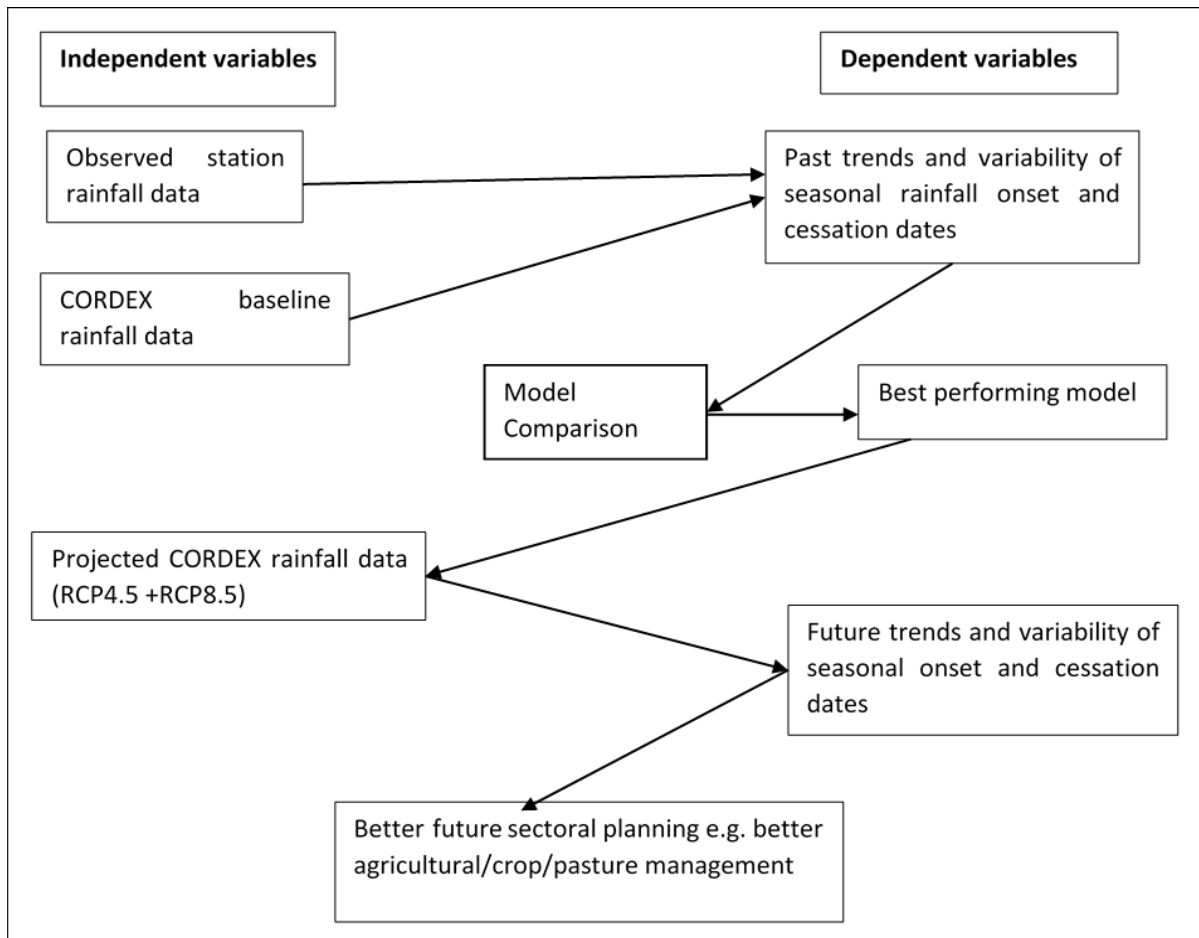 Independent variables
Dependent variables
Observed station
rainfall data
Past trends and variability of
seasonal rainfall onset and
cessation dates
CORDEX baseline
rainfall data
Model
Comparison
Best performing model
Projected CORDEX rainfall data
(RCP4.5 +RCP8.5)
Future trends and variability of
seasonal onset and cessation
dates
Better future sectoral planning e.g. better
agricultural/crop/pasture management